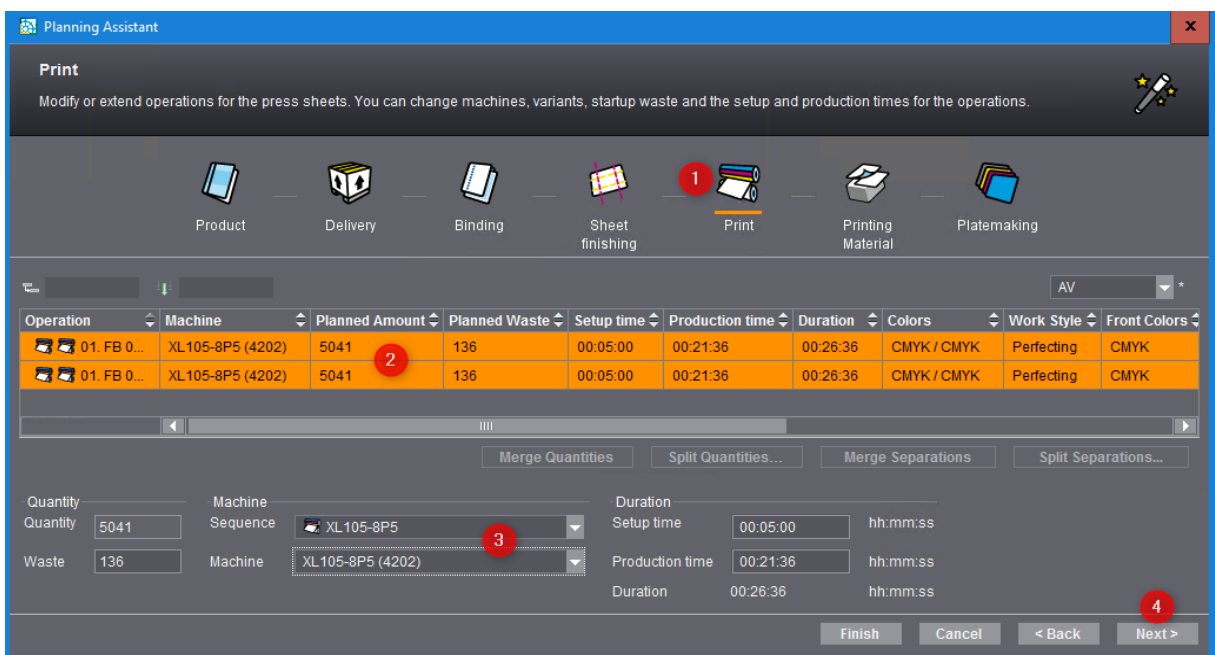 Planning Assistant
x
Print
Modify or extend operations for the press sheets. You can change machines, variants, startup waste and the setup and production times for the operations.
1
Product Delivery Binding Sheet finishing Print Printing Material Platemaking
AV *
Operation Machine Planned Amount Planned Waste Setup time Production time Duration Colors Work Style Front Colors
01. FB 0... XL105-8P5 (4202) 5041 136 00:05:00 00:21:36 00:26:36 CMYK / CMYK Perfecting CMYK
2
01. FB 0... XL105-8P5 (4202) 5041 136 00:05:00 00:21:36 00:26:36 CMYK / CMYK Perfecting CMYK
Merge Quantities Split Quantities... Merge Separations Split Separations...
Quantity Machine Duration
Quantity 5041 Sequence XL105-8P5 Setup time 00:05:00 hh:mm:ss
3
Waste 136 Machine XL105-8P5 (4202) Production time 00:21:36 hh:mm:ss
Duration 00:26:36 hh:mm:ss
4
Finish Cancel < Back Next >